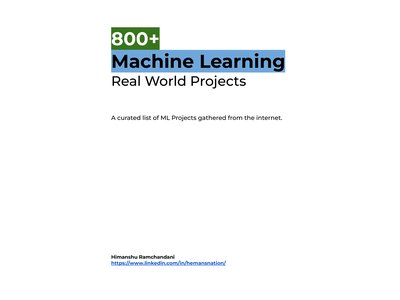 800+
Machine Learning
Real World Projects
A curated list of ML Projects gathered from the internet.
Himanshu Ramchandani
https://www.linkedin.com/in/hemansnation/